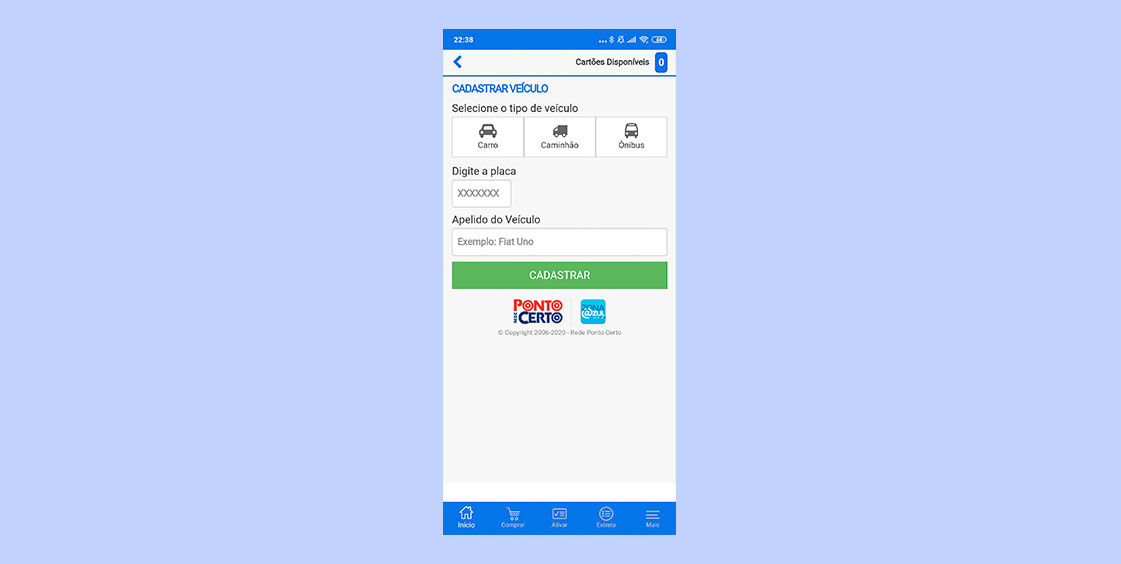 22:38
Cartões Disponíveis 0
CADASTRAR VEÍCULO
Selecione o tipo de veículo
Carro Caminhão Ônibus
Digite a placa
XXXXXXX
Apelido do Veículo
Exemplo: Fiat Uno
CADASTRAR
REDE PONTO CERTO
ZONA @ZUL
© Copyright 2006-2020 - Rede Ponto Certo
Início Comprar Ativar Extrato Mais